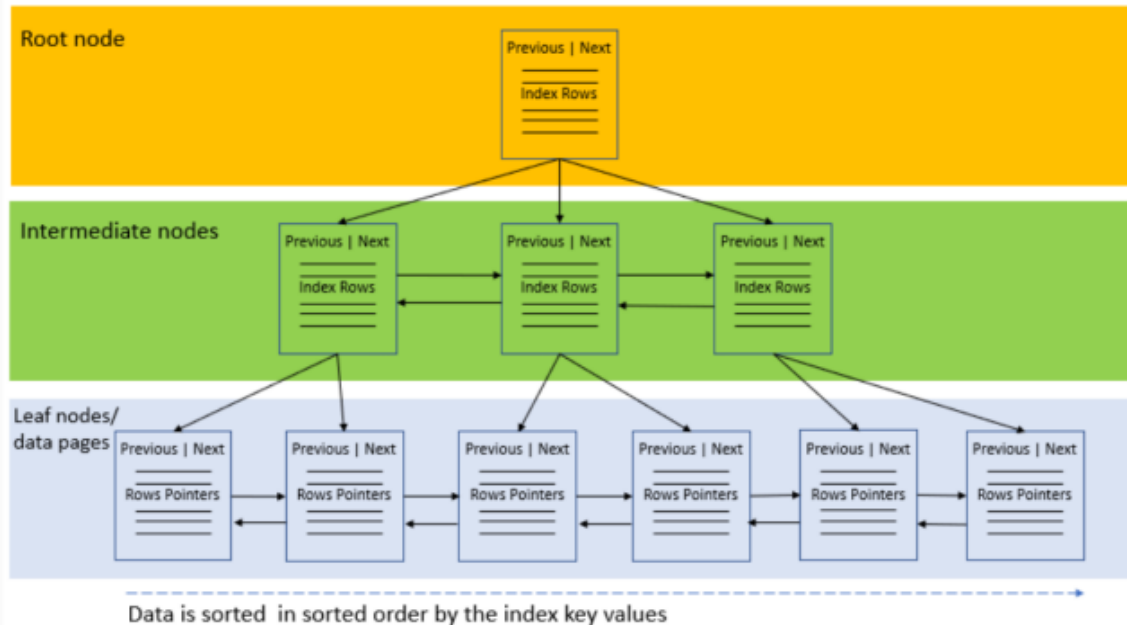 Root node
Previous | Next
Index Rows
Intermediate nodes
Previous | Next
Index Rows
Previous | Next
Index Rows
Previous | Next
Index Rows
Leaf nodes/
data pages
Previous | Next
Rows Pointers
Previous | Next
Rows Pointers
Previous | Next
Rows Pointers
Previous | Next
Rows Pointers
Previous | Next
Rows Pointers
Previous | Next
Rows Pointers
Data is sorted in sorted order by the index key values